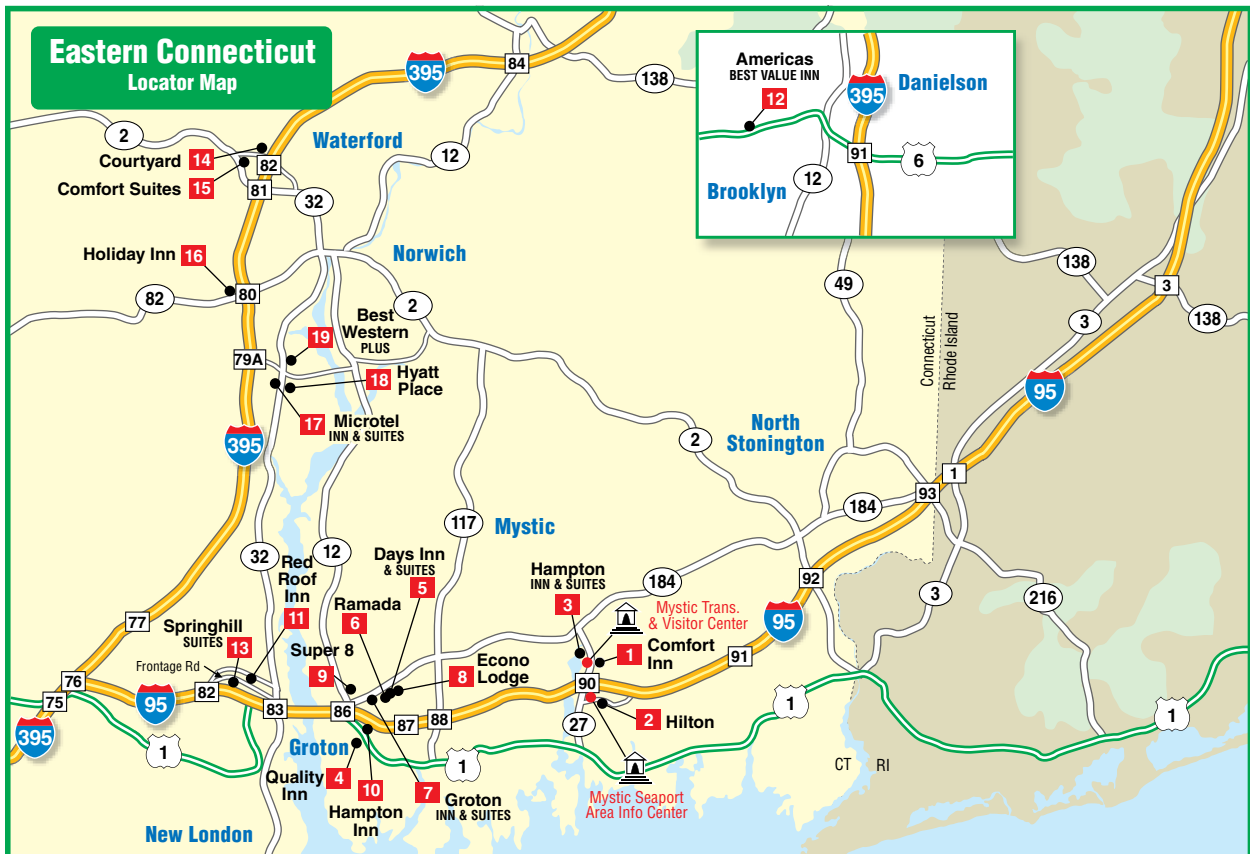 Eastern Connecticut
Locator Map
395
84
138
2
Waterford
12
Courtyard 14
82
Comfort Suites 15
81
32
Americas
BEST VALUE INN
12
395
Danielson
91
6
Brooklyn
12
Holiday Inn 16
Norwich
82
80
2
49
138
3
138
3
Connecticut
Rhode Island
95
Best
Western
PLUS
19
79A
18 Hyatt
Place
17 Microtel
INN & SUITES
395
2
North
Stonington
1
93
184
117
Mystic
32
12
Red
Roof
Inn
11
Days Inn
& SUITES
5
Hampton
INN & SUITES
3
184
92
3
216
Ramada
6
Mystic Trans.
& Visitor Center
95
77
Springhill
SUITES
13
Super 8
9
1 Comfort
Inn
Frontage Rd
8 Econo
Lodge
91
76
75
95
82
83
86
87
88
90
27
2 Hilton
1
1
395
1
Groton
1
CT
RI
Quality
Inn
4
10
Hampton
Inn
7 Groton
INN & SUITES
Mystic Seaport
Area Info Center
New London